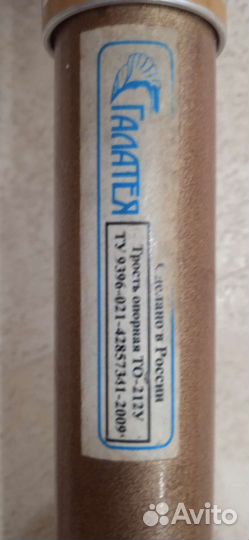 ГАЛАТЕЯ
Сделано в России
Трость опорная ТО-212У
ТУ 9396-021-42857341-2009
Avito